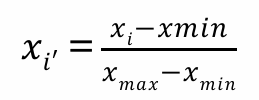 x_{i'} = \frac{x_i - xmin}{x_{max} - x_{min}}